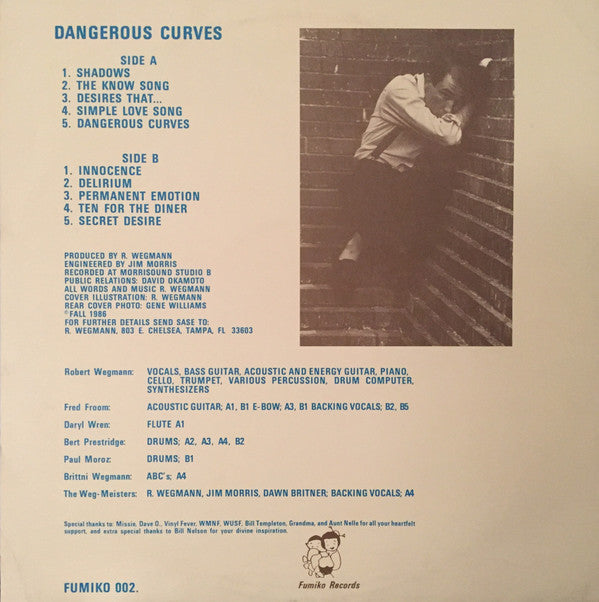 DANGEROUS CURVES
SIDE A
1. SHADOWS
2. THE KNOW SONG
3. DESIRES THAT...
4. SIMPLE LOVE SONG
5. DANGEROUS CURVES
SIDE B
1. INNOCENCE
2. DELIRIUM
3. PERMANENT EMOTION
4. TEN FOR THE DINER
5. SECRET DESIRE
PRODUCED BY R. WEGMANN
ENGINEERED BY JIM MORRIS
RECORDED AT MORRISOUND STUDIO B
PUBLIC RELATIONS: DAVID OKAMOTO
ALL WORDS AND MUSIC R. WEGMANN
COVER ILLUSTRATION: R. WEGMANN
REAR COVER PHOTO: GENE WILLIAMS
©FALL 1986
FOR FURTHER DETAILS SEND SASE TO:
R. WEGMANN, 803 E. CHELSEA, TAMPA, FL 33603
Robert Wegmann: VOCALS, BASS GUITAR, ACOUSTIC AND ENERGY GUITAR, PIANO,
CELLO, TRUMPET, VARIOUS PERCUSSION, DRUM COMPUTER,
SYNTHESIZERS
Fred Froom: ACOUSTIC GUITAR; A1, B1 E-BOW; A3, B1 BACKING VOCALS; B2, B5
Daryl Wren: FLUTE A1
Bert Prestridge: DRUMS; A2, A3, A4, B2
Paul Moroz: DRUMS; B1
Brittni Wegmann: ABC's; A4
The Weg-Meisters: R. WEGMANN, JIM MORRIS, DAWN BRITNER; BACKING VOCALS; A4
Special thanks to: Missie, Dave O., Vinyl Fever, WMNF, WUSF, Bill Templeton, Grandma, and Aunt Nelle for all your heartfelt
support, and extra special thanks to Bill Nelson for your divine inspiration.
Fumiko Records
FUMIKO 002.